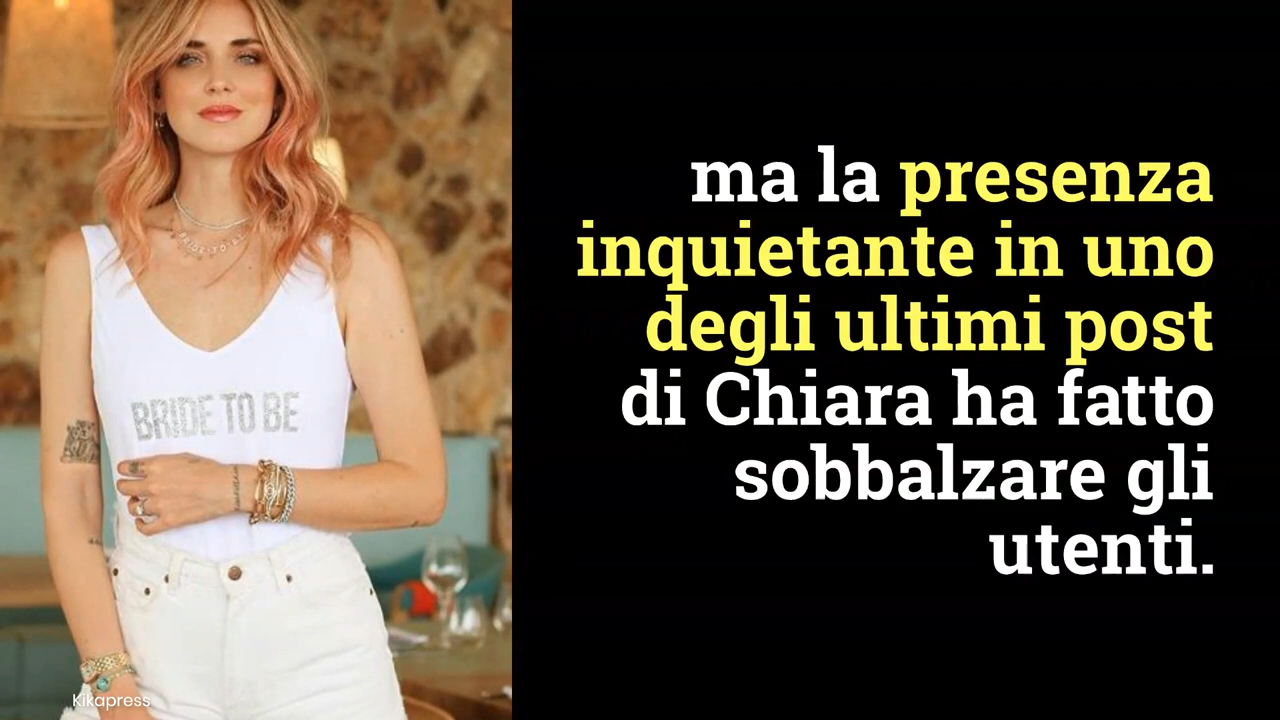 BRIDE TO BE
Kikapress
ma la presenza
inquietante in uno
degli ultimi post
di Chiara ha fatto
sobbalzare gli
utenti.